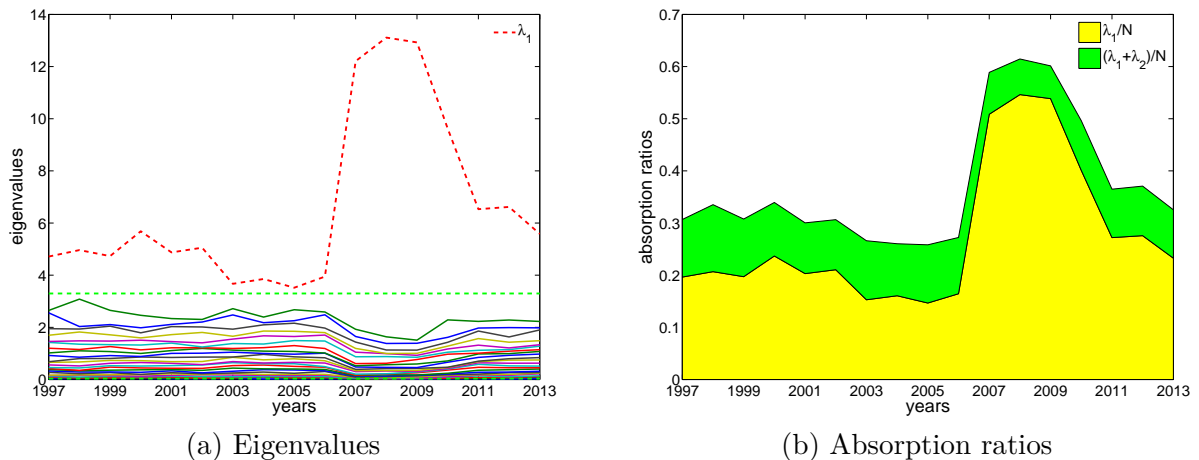 14
12
10
8
6
4
2
0
eigenvalues
1997 1999 2001 2003 2005 2007 2009 2011 2013
years
λ₁
(a) Eigenvalues
0.7
0.6
0.5
0.4
0.3
0.2
0.1
0
absorption ratios
1997 1999 2001 2003 2005 2007 2009 2011 2013
years
λ₁/N
(λ₁+λ₂)/N
(b) Absorption ratios